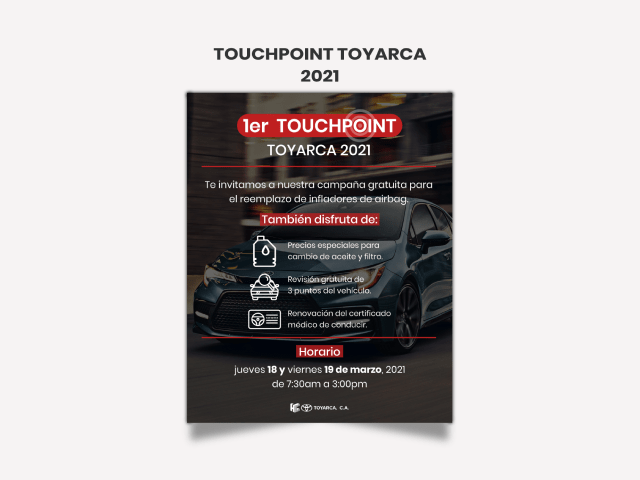 TOUCHPOINT TOYARCA
2021
1er TOUCHPOINT
TOYARCA 2021
Te invitamos a nuestra campaña gratuita para
el reemplazo de infladores de airbag.
También disfruta de:
Precios especiales para
cambio de aceite y filtro.
Revisión gratuita de
3 puntos del vehículo.
Renovación del certificado
médico de conducir.
Horario
jueves 18 y viernes 19 de marzo, 2021
de 7:30am a 3:00pm
TOYARCA, C.A.